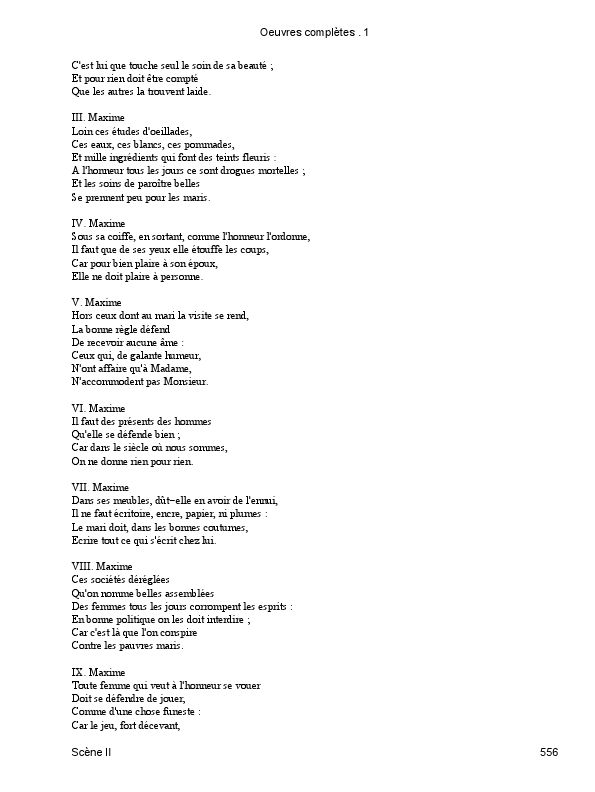 Oeuvres complètes . 1
C'est lui que touche seul le soin de sa beauté ;
Et pour rien doit être compté
Que les autres la trouvent laide.
III. Maxime
Loin ces études d'oeillades,
Ces eaux, ces blancs, ces pommades,
Et mille ingrédients qui font des teints fleuris :
A l'honneur tous les jours ce sont drogues mortelles ;
Et les soins de paroître belles
Se prennent peu pour les maris.
IV. Maxime
Sous sa coiffe, en sortant, comme l'honneur l'ordonne,
Il faut que de ses yeux elle étouffe les coups,
Car pour bien plaire à son époux,
Elle ne doit plaire à personne.
V. Maxime
Hors ceux dont au mari la visite se rend,
La bonne règle défend
De recevoir aucune âme :
Ceux qui, de galante humeur,
N'ont affaire qu'à Madame,
N'accommodent pas Monsieur.
VI. Maxime
Il faut des présents des hommes
Qu'elle se défende bien ;
Car dans le siècle où nous sommes,
On ne donne rien pour rien.
VII. Maxime
Dans ses meubles, dût−elle en avoir de l'ennui,
Il ne faut écritoire, encre, papier, ni plumes :
Le mari doit, dans les bonnes coutumes,
Ecrire tout ce qui s'écrit chez lui.
VIII. Maxime
Ces sociétés déréglées
Qu'on nomme belles assemblées
Des femmes tous les jours corrompent les esprits :
En bonne politique on les doit interdire ;
Car c'est là que l'on conspire
Contre les pauvres maris.
IX. Maxime
Toute femme qui veut à l'honneur se vouer
Doit se défendre de jouer,
Comme d'une chose funeste :
Car le jeu, fort décevant,
Scène II
556